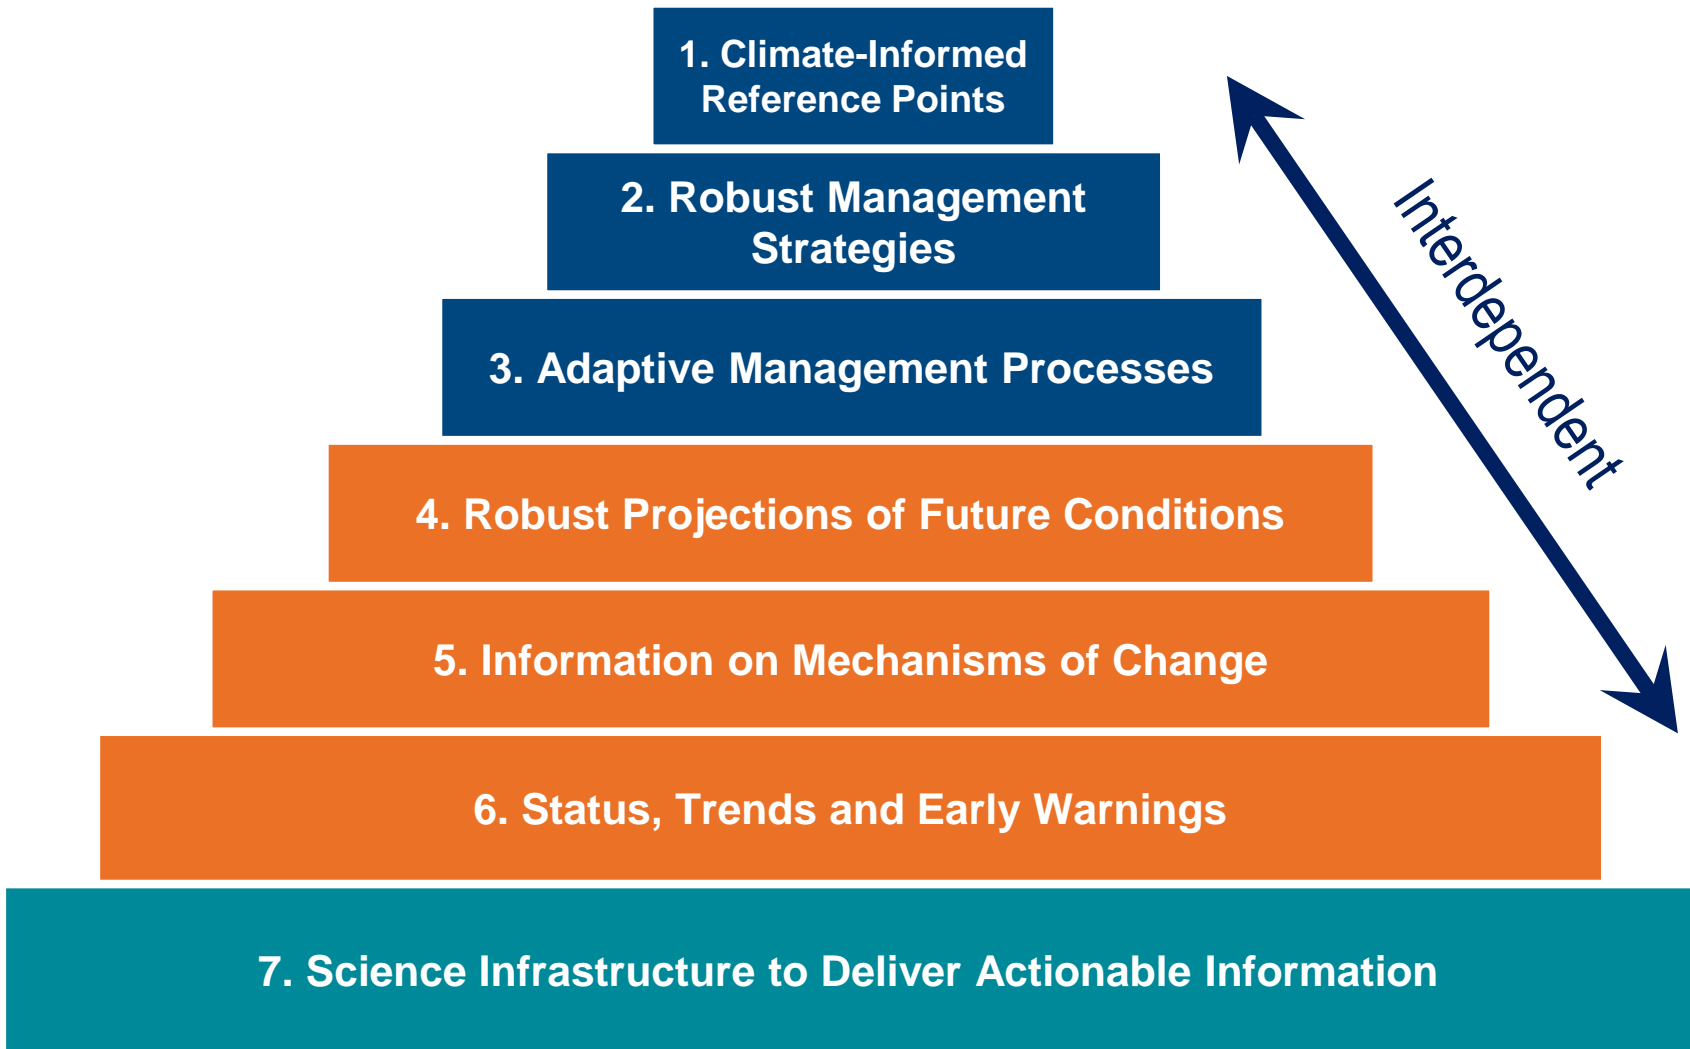 1. Climate-Informed
Reference Points
2. Robust Management
Strategies
3. Adaptive Management Processes
4. Robust Projections of Future Conditions
5. Information on Mechanisms of Change
6. Status, Trends and Early Warnings
7. Science Infrastructure to Deliver Actionable Information
Interdependent